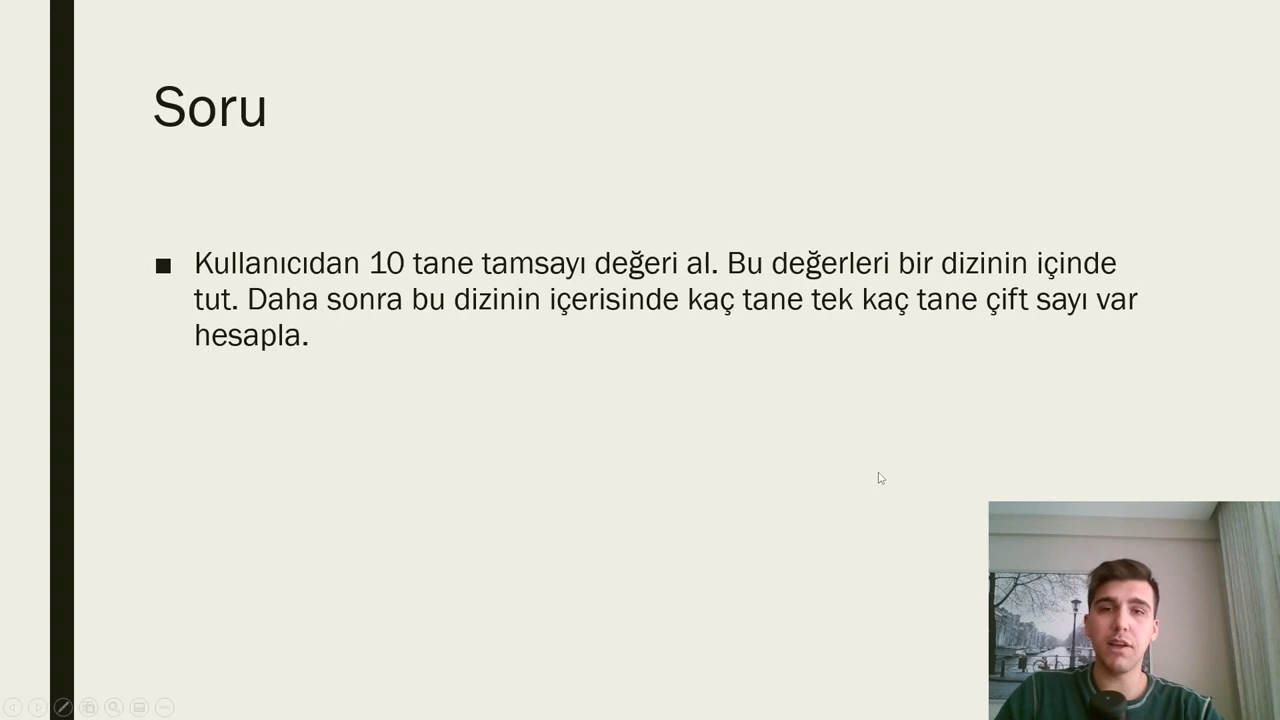 Soru
■ Kullanıcıdan 10 tane tamsayı değeri al. Bu değerleri bir dizinin içinde
tut. Daha sonra bu dizinin içerisinde kaç tane tek kaç tane çift sayı var
hesapla.